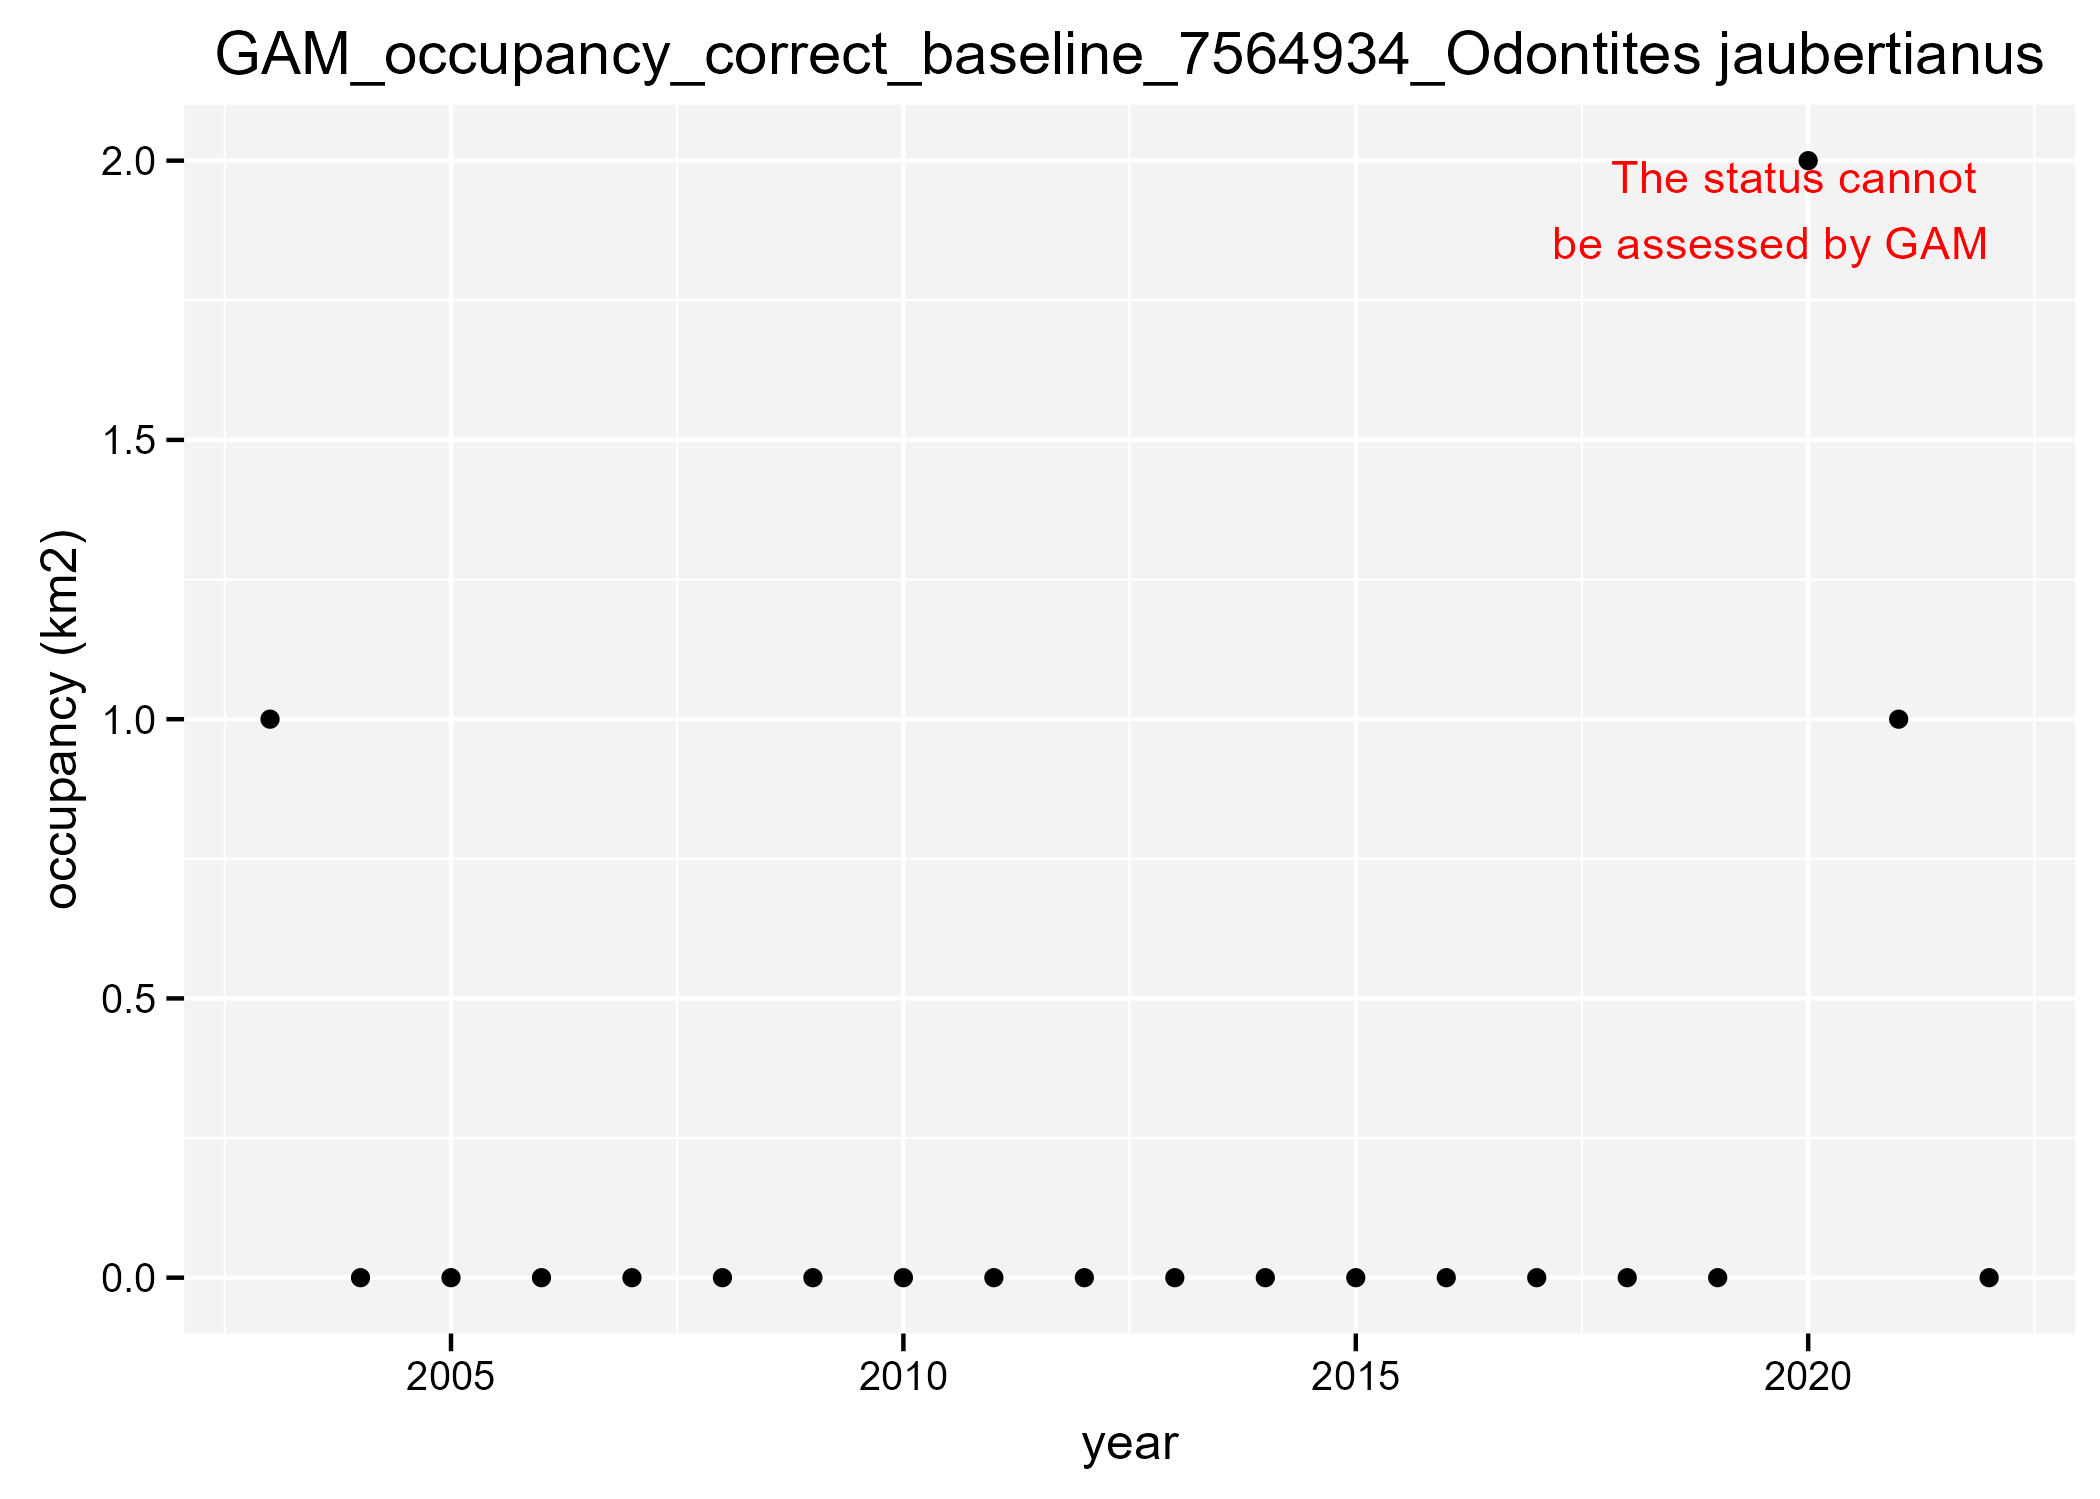 GAM_occupancy_correct_baseline_7564934_Odontites jaubertianus
2.0
The status cannot
be assessed by GAM
1.5
occupancy (km2)
1.0
0.5
0.0
2005 2010 2015 2020
year